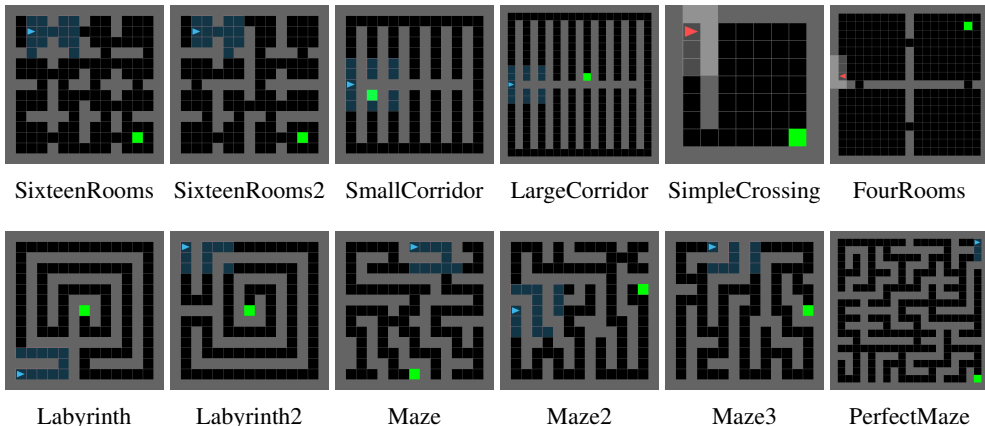 SixteenRooms SixteenRooms2 SmallCorridor LargeCorridor SimpleCrossing FourRooms
Labyrinth Labyrinth2 Maze Maze2 Maze3 PerfectMaze